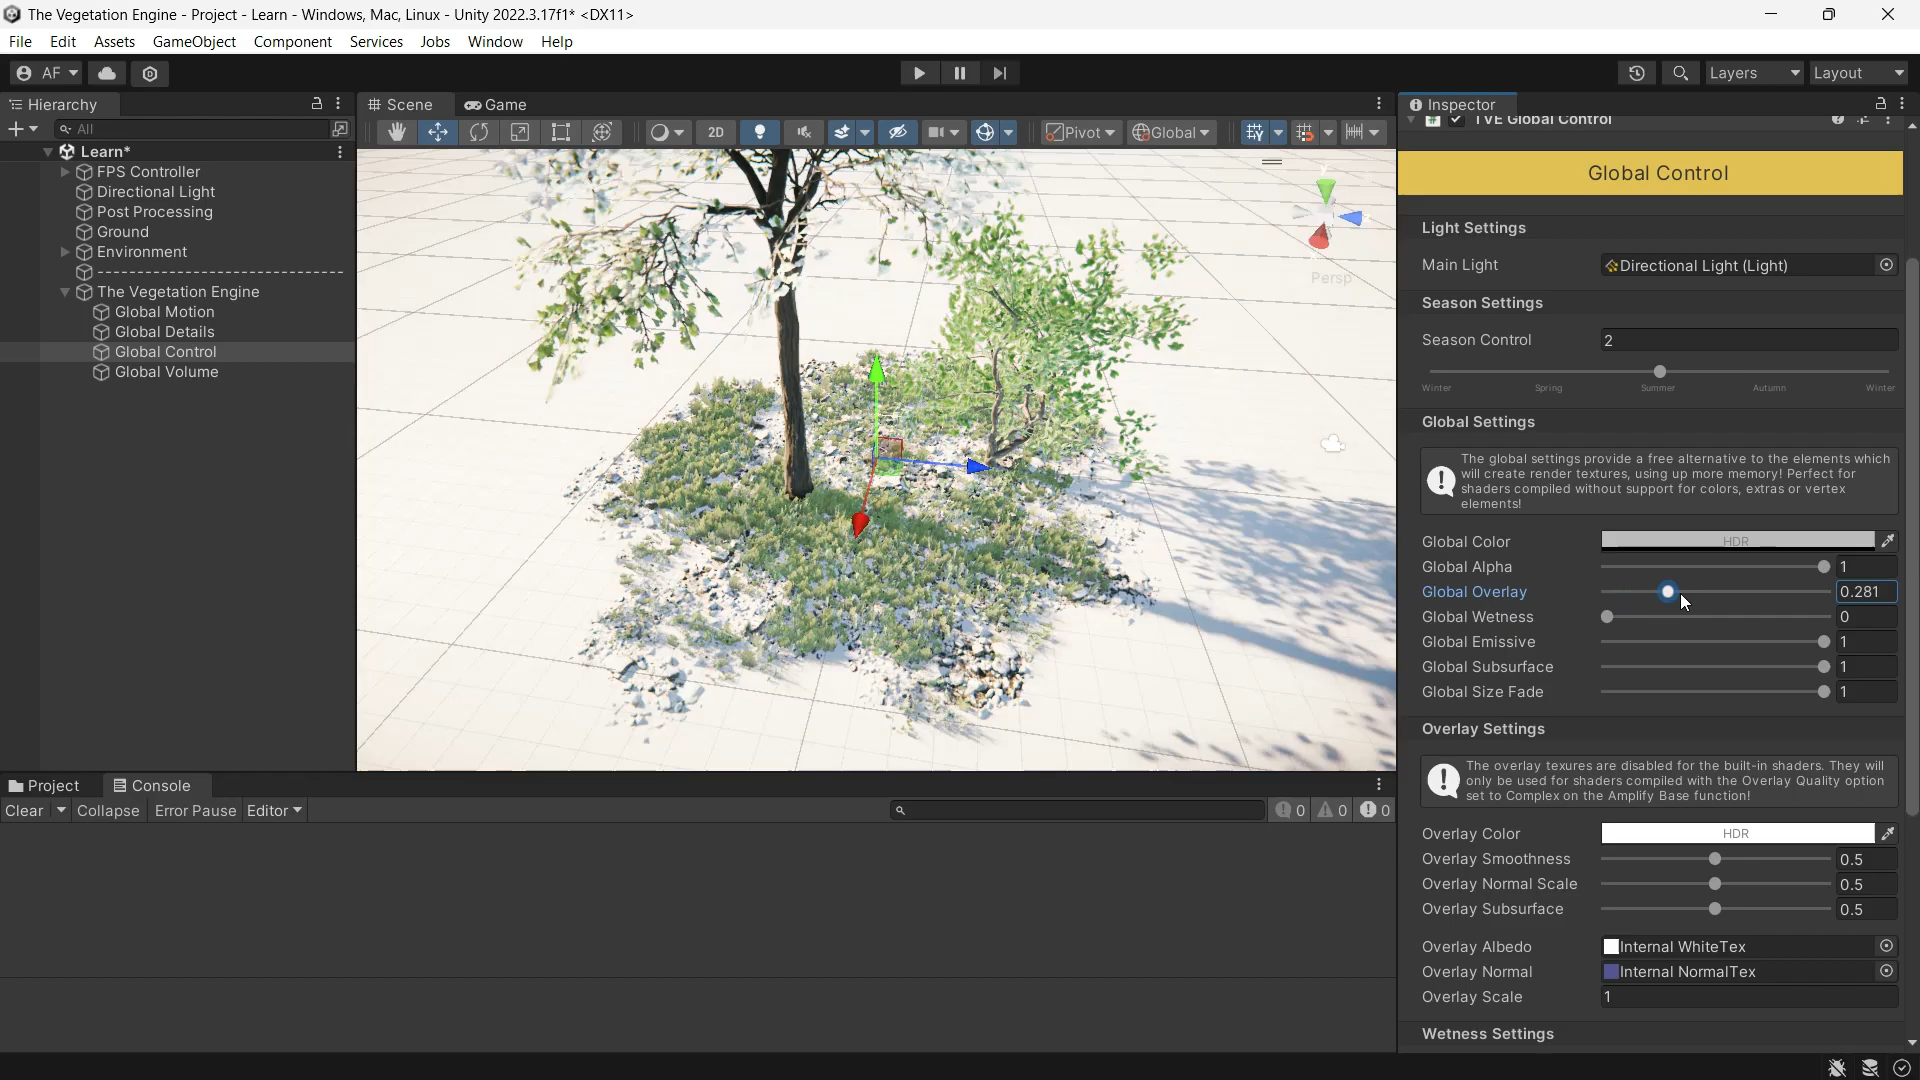 The Vegetation Engine - Project - Learn - Windows, Mac, Linux - Unity 2022.3.17f1* <DX11>
File Edit Assets GameObject Component Services Jobs Window Help
AF Layers Layout
Hierarchy
All
Learn*
FPS Controller
Directional Light
Post Processing
Ground
Environment
------------------------------
The Vegetation Engine
Global Motion
Global Details
Global Control
Global Volume
Scene Game
2D Pivot Global
Persp
Project Console
Clear Collapse Error Pause Editor
0 0 0
Inspector
TVE Global Control
Global Control
Light Settings
Main Light Directional Light (Light)
Season Settings
Season Control 2
Winter Spring Summer Autumn Winter
Global Settings
The global settings provide a free alternative to the elements which
will create render textures, using up more memory! Perfect for
shaders compiled without support for colors, extras or vertex
elements!
Global Color HDR
Global Alpha 1
Global Overlay 0.281
Global Wetness 0
Global Emissive 1
Global Subsurface 1
Global Size Fade 1
Overlay Settings
The overlay texures are disabled for the built-in shaders. They will
only be used for shaders compiled with the Overlay Quality option
set to Complex on the Amplify Base function!
Overlay Color HDR
Overlay Smoothness 0.5
Overlay Normal Scale 0.5
Overlay Subsurface 0.5
Overlay Albedo Internal WhiteTex
Overlay Normal Internal NormalTex
Overlay Scale 1
Wetness Settings